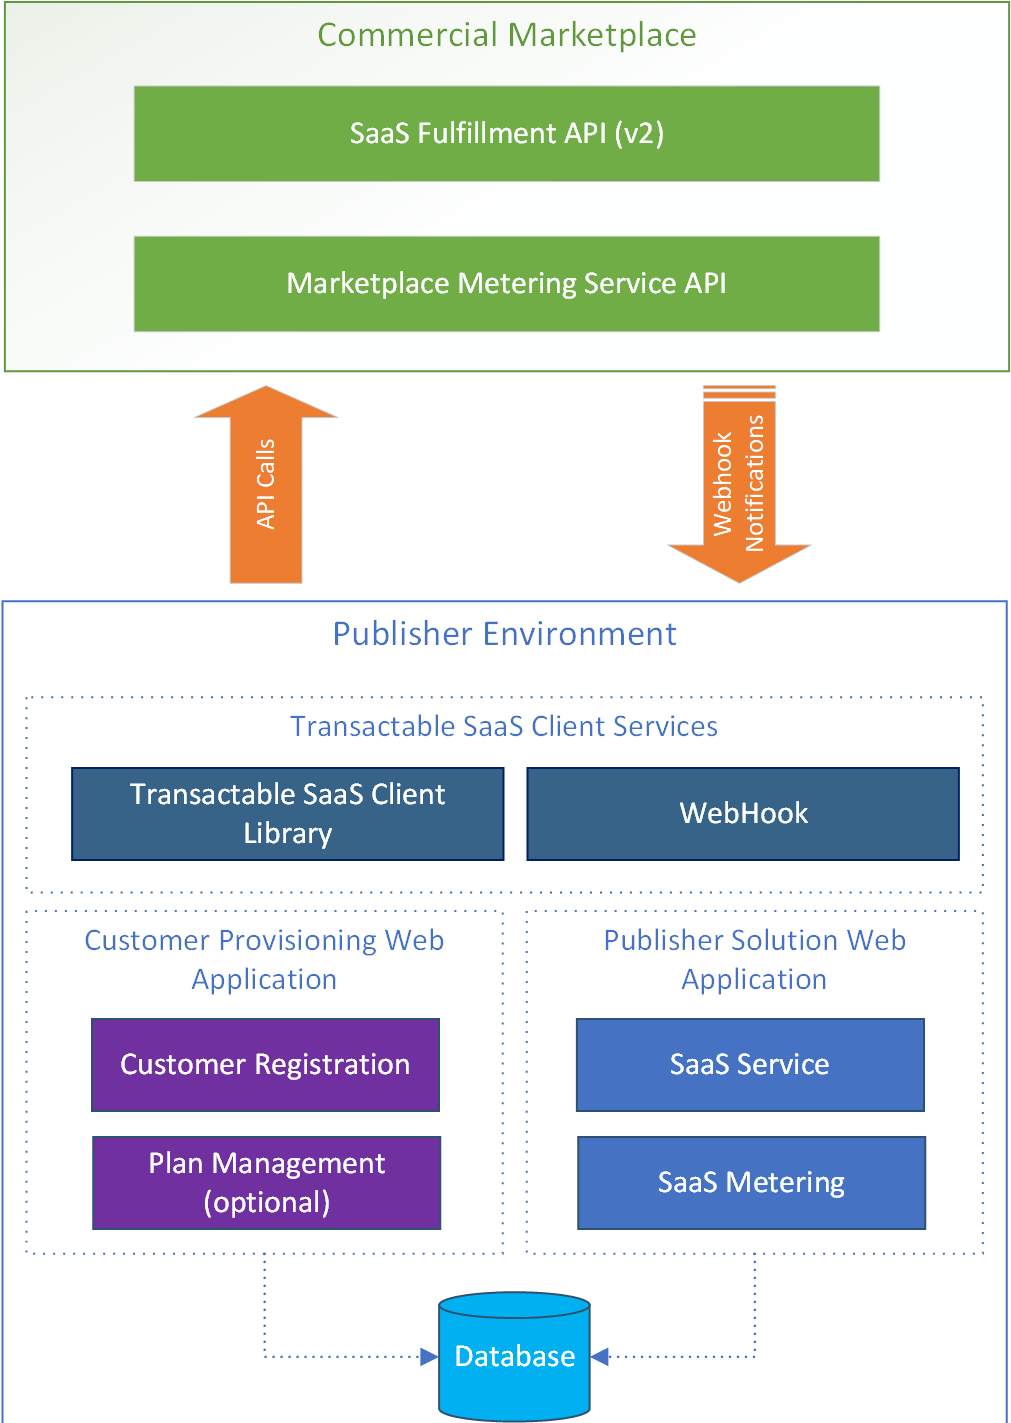 Commercial Marketplace
SaaS Fulfillment API (v2)
Marketplace Metering Service API
API Calls
Webhook
Notifications
Publisher Environment
Transactable SaaS Client Services
Transactable SaaS Client
Library
WebHook
Customer Provisioning Web
Application
Customer Registration
Plan Management
(optional)
Publisher Solution Web
Application
SaaS Service
SaaS Metering
Database